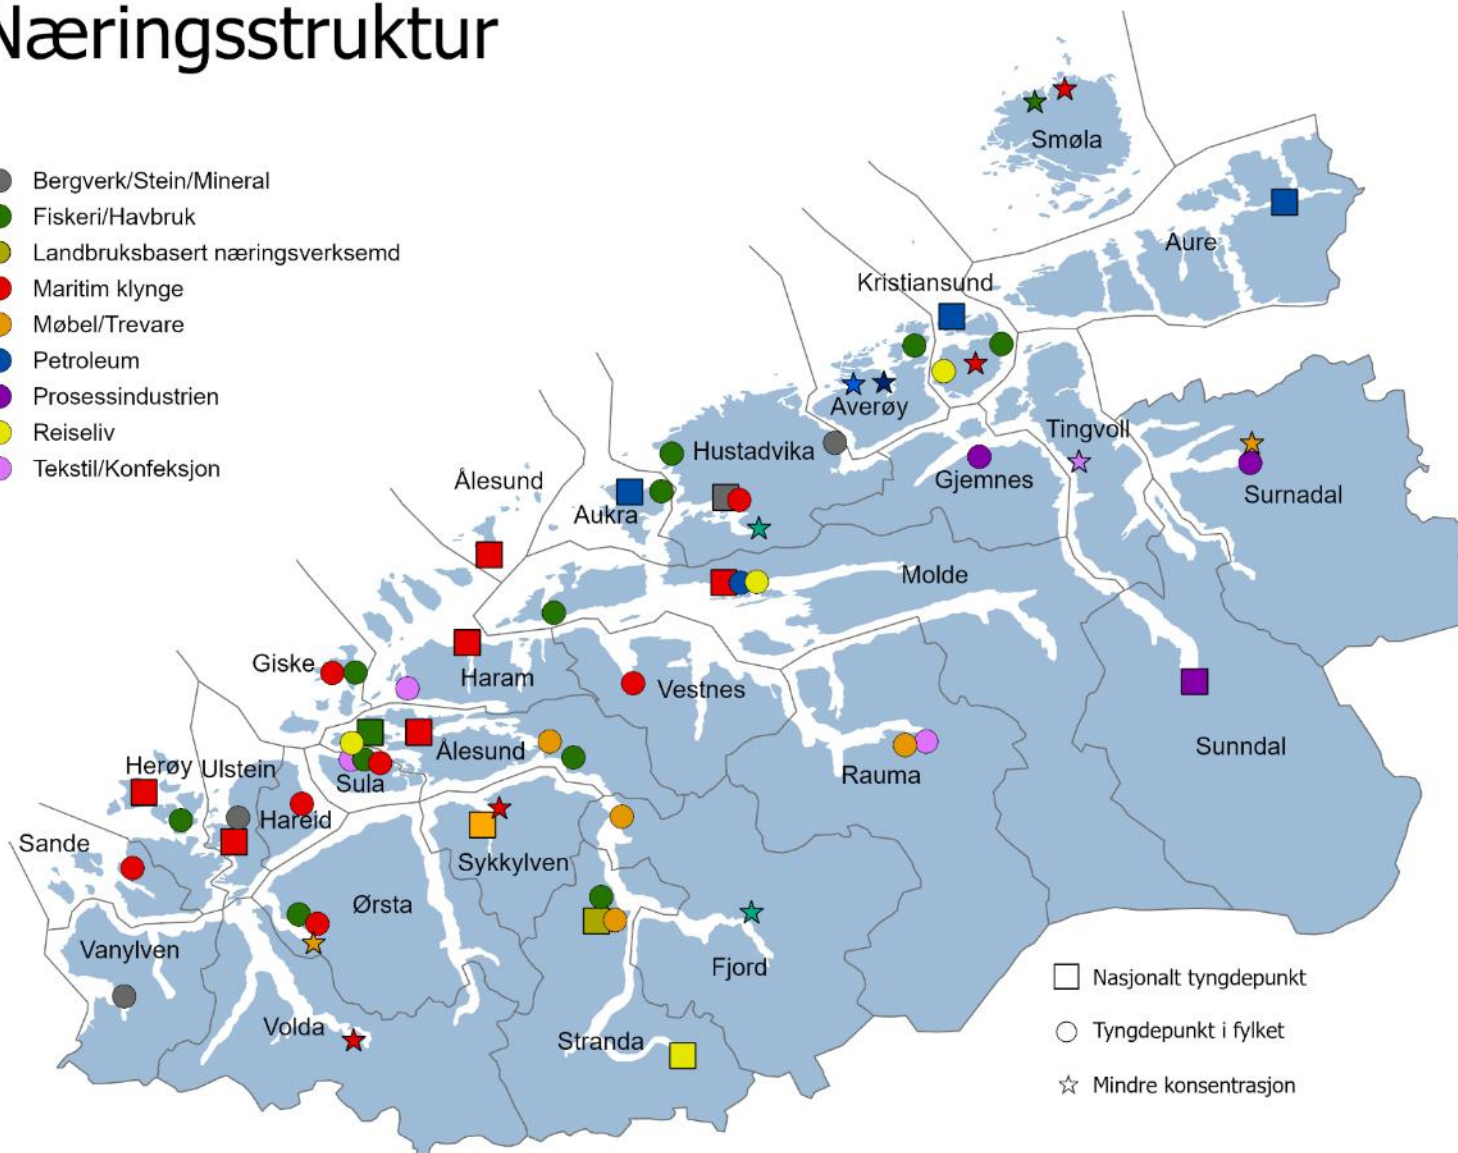 Næringsstruktur
Bergverk/Stein/Mineral
Fiskeri/Havbruk
Landbruksbasert næringsverksemd
Maritim klynge
Møbel/Trevare
Petroleum
Prosessindustrien
Reiseliv
Tekstil/Konfeksjon
Smøla
Aure
Kristiansund
Averøy
Tingvoll
Hustadvika
Gjemnes
Surnadal
Ålesund
Aukra
Molde
Giske
Haram
Vestnes
Ålesund
Sunndal
Rauma
Herøy
Ulstein
Sula
Hareid
Sande
Sykkylven
Ørsta
Vanylven
Fjord
Volda
Stranda
Nasjonalt tyngdepunkt
Tyngdepunkt i fylket
Mindre konsentrasjon